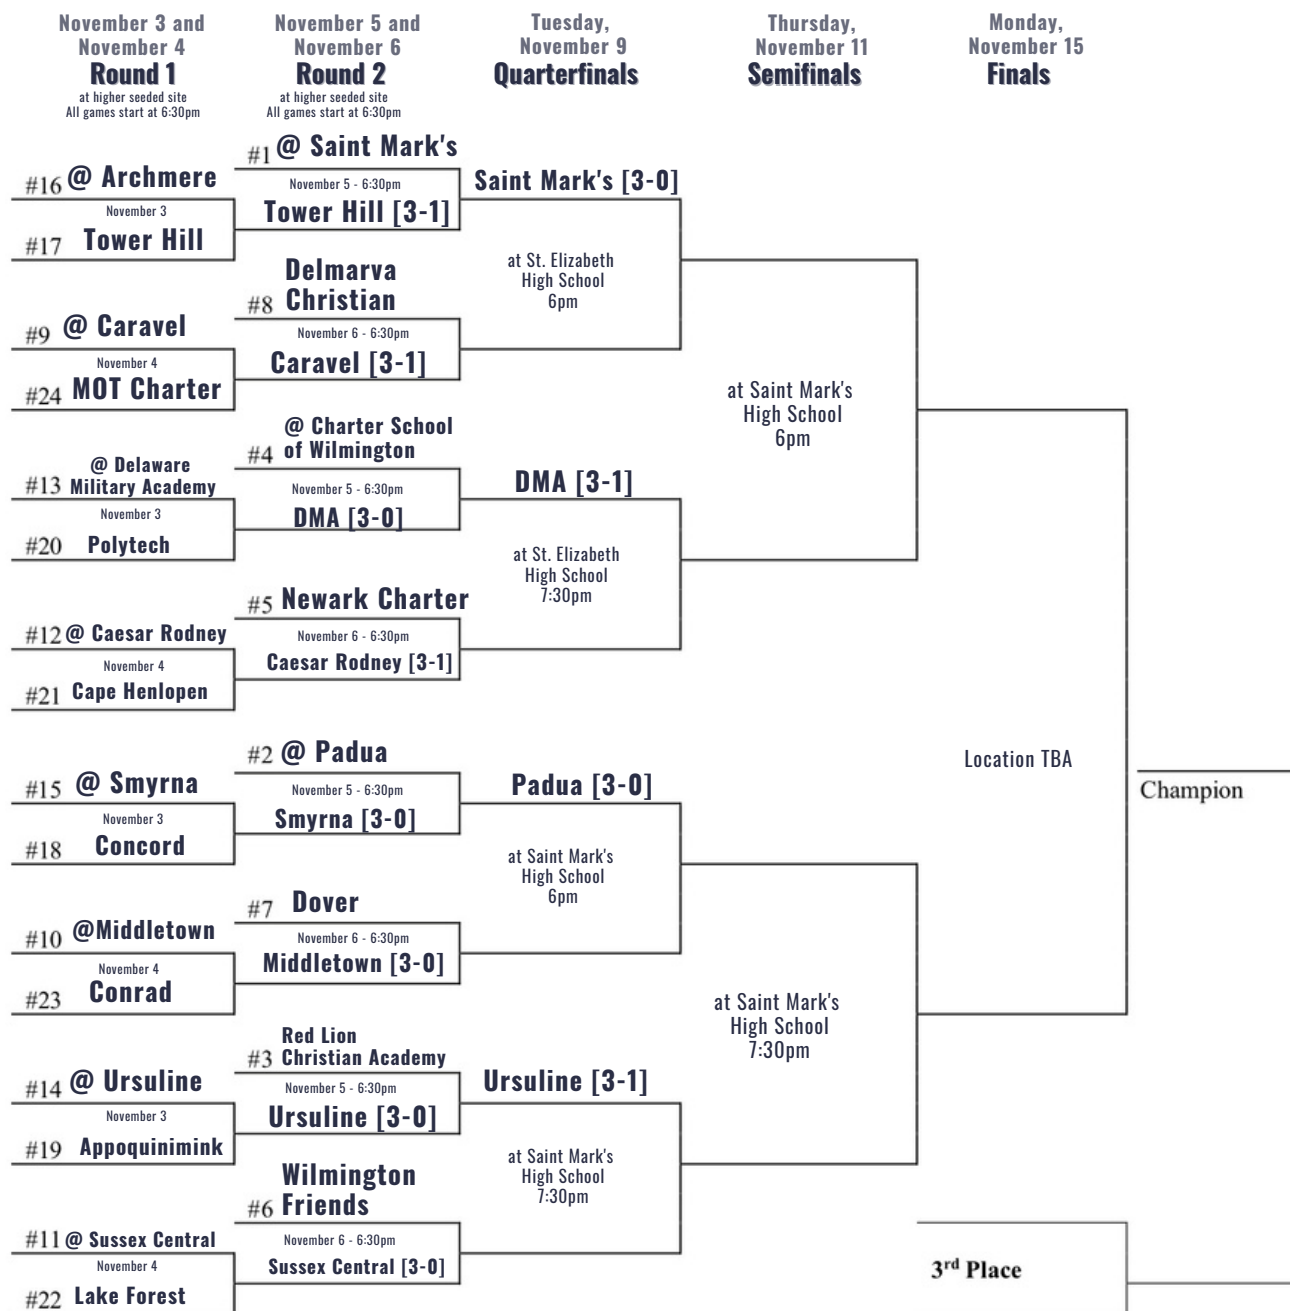 November 3 and
November 4
Round 1
at higher seeded site
All games start at 6:30pm
November 5 and
November 6
Round 2
at higher seeded site
All games start at 6:30pm
Tuesday,
November 9
Quarterfinals
Thursday,
November 11
Semifinals
Monday,
November 15
Finals
#16 @ Archmere
November 3
#17 Tower Hill
#9 @ Caravel
November 4
#24 MOT Charter
@ Delaware
#13 Military Academy
November 3
#20 Polytech
#12 @ Caesar Rodney
November 4
#21 Cape Henlopen
#15 @ Smyrna
November 3
#18 Concord
#10 @Middletown
November 4
#23 Conrad
#14 @ Ursuline
November 3
#19 Appoquinimink
#11 @ Sussex Central
November 4
#22 Lake Forest
#1 @ Saint Mark's
November 5 - 6:30pm
Tower Hill [3-1]
Delmarva
#8 Christian
November 6 - 6:30pm
Caravel [3-1]
@ Charter School
#4 of Wilmington
November 5 - 6:30pm
DMA [3-0]
#5 Newark Charter
November 6 - 6:30pm
Caesar Rodney [3-1]
#2 @ Padua
November 5 - 6:30pm
Smyrna [3-0]
#7 Dover
November 6 - 6:30pm
Middletown [3-0]
Red Lion
#3 Christian Academy
November 5 - 6:30pm
Ursuline [3-0]
Wilmington
#6 Friends
November 6 - 6:30pm
Sussex Central [3-0]
Saint Mark's [3-0]
at St. Elizabeth
High School
6pm
DMA [3-1]
at St. Elizabeth
High School
7:30pm
Padua [3-0]
at Saint Mark's
High School
6pm
Ursuline [3-1]
at Saint Mark's
High School
7:30pm
at Saint Mark's
High School
6pm
at Saint Mark's
High School
7:30pm
Location TBA
Champion
3rd Place